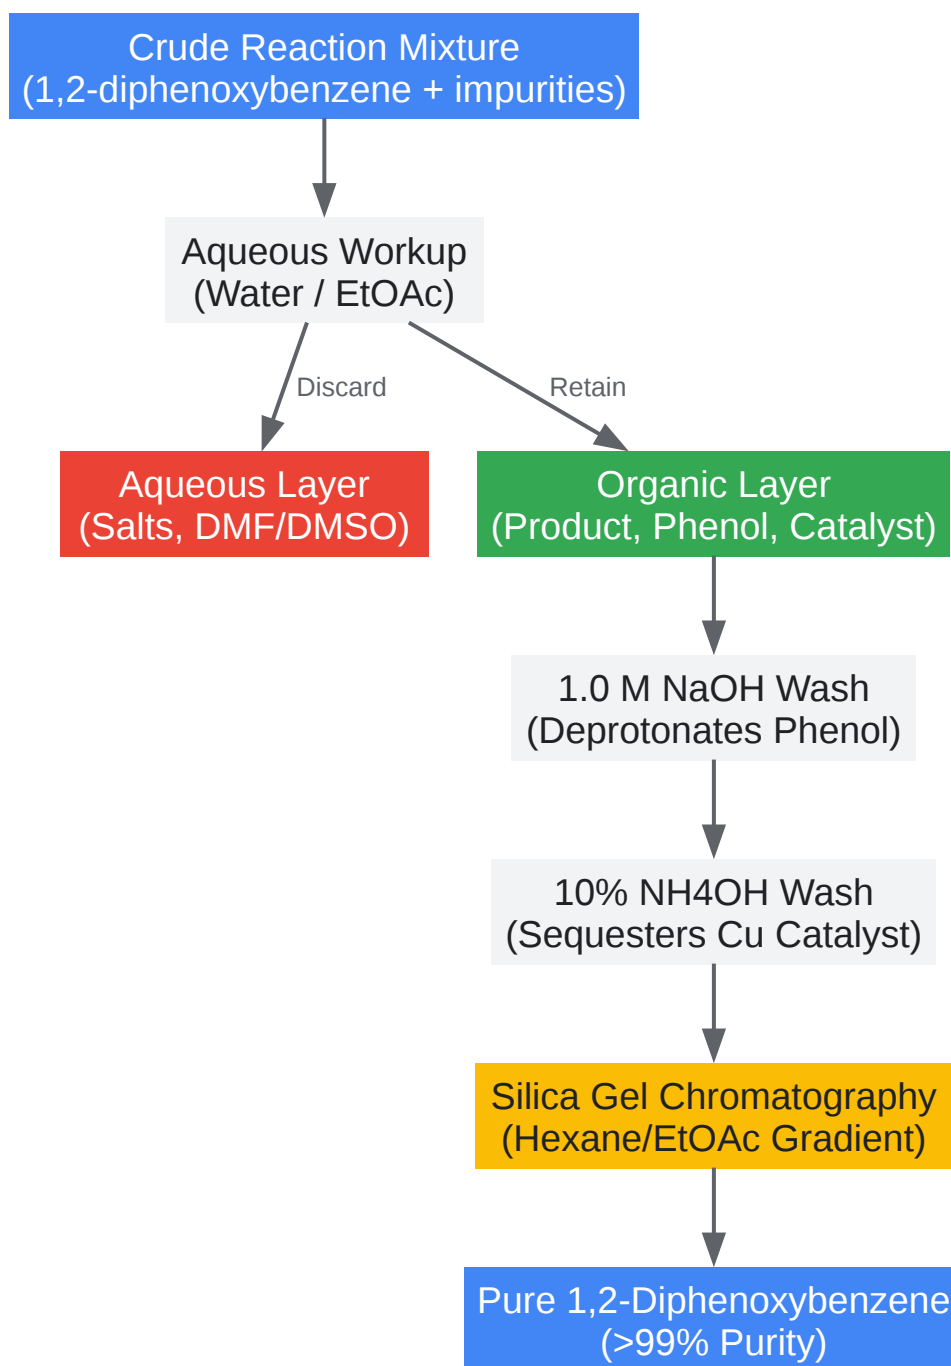 Crude Reaction Mixture
(1,2-diphenoxybenzene + impurities)
Aqueous Workup
(Water / EtOAc)
Discard
Retain
Aqueous Layer
(Salts, DMF/DMSO)
Organic Layer
(Product, Phenol, Catalyst)
1.0 M NaOH Wash
(Deprotonates Phenol)
10% NH4OH Wash
(Sequesters Cu Catalyst)
Silica Gel Chromatography
(Hexane/EtOAc Gradient)
Pure 1,2-Diphenoxybenzene
(>99% Purity)